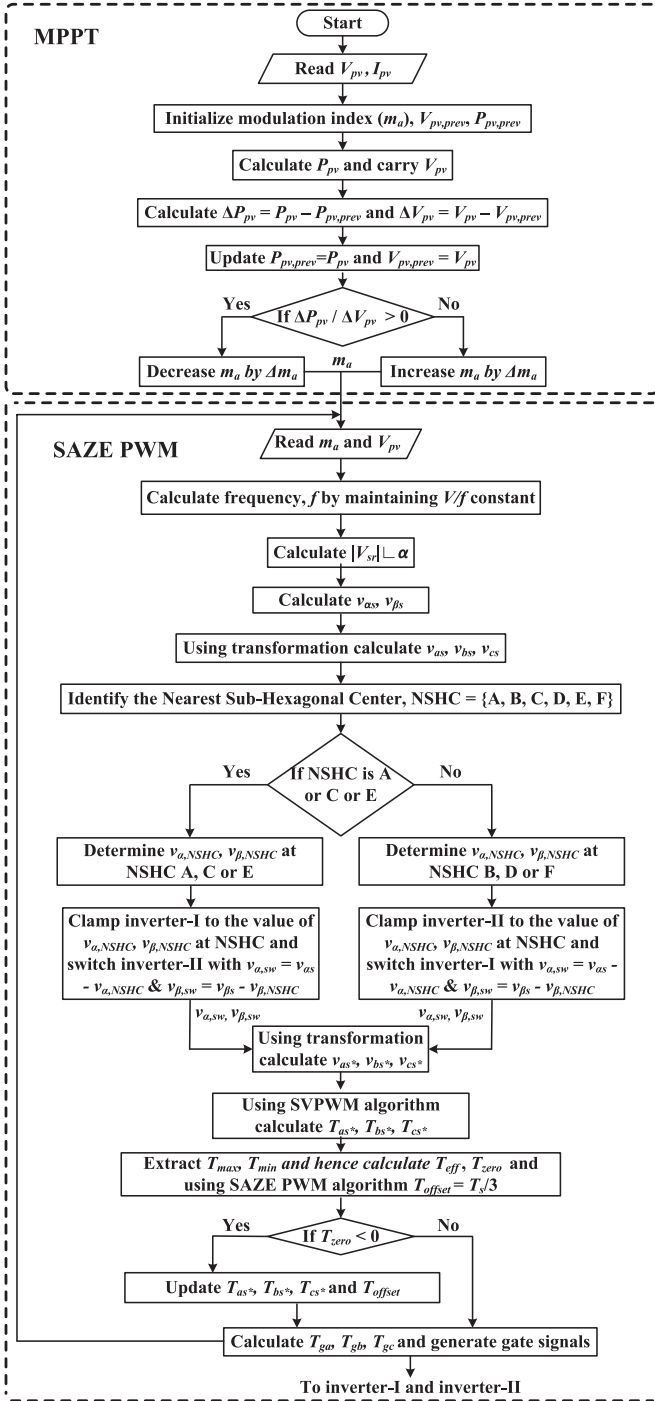 MPPT
Start
Read V_pv, I_pv
Initialize modulation index (m_a), V_pv,prev, P_pv,prev
Calculate P_pv and carry V_pv
Calculate ΔP_pv = P_pv – P_pv,prev and ΔV_pv = V_pv – V_pv,prev
Update P_pv,prev=P_pv and V_pv,prev = V_pv
Yes
If ΔP_pv / ΔV_pv > 0
No
Decrease m_a by Δm_a
m_a
Increase m_a by Δm_a
SAZE PWM
Read m_a and V_pv
Calculate frequency, f by maintaining V/f constant
Calculate |V_sr|∟α
Calculate v_αs, v_βs
Using transformation calculate v_as, v_bs, v_cs
Identify the Nearest Sub-Hexagonal Center, NSHC = {A, B, C, D, E, F}
Yes
If NSHC is A
or C or E
No
Determine v_α,NSHC, v_β,NSHC at
NSHC A, C or E
Determine v_α,NSHC, v_β,NSHC at
NSHC B, D or F
Clamp inverter-I to the value of
v_α,NSHC, v_β,NSHC at NSHC and
switch inverter-II with v_α,sw = v_αs
- v_α,NSHC & v_β,sw = v_βs - v_β,NSHC
Clamp inverter-II to the value of
v_α,NSHC, v_β,NSHC at NSHC and
switch inverter-I with v_α,sw = v_αs -
v_α,NSHC & v_β,sw = v_βs - v_β,NSHC
v_α,sw, v_β,sw
v_α,sw, v_β,sw
Using transformation
calculate v_as*, v_bs*, v_cs*
Using SVPWM algorithm
calculate T_as*, T_bs*, T_cs*
Extract T_max, T_min and hence calculate T_eff, T_zero and
using SAZE PWM algorithm T_offset = T_s/3
Yes
If T_zero < 0
No
Update T_as*, T_bs*, T_cs* and T_offset
Calculate T_ga, T_gb, T_gc and generate gate signals
To inverter-I and inverter-II